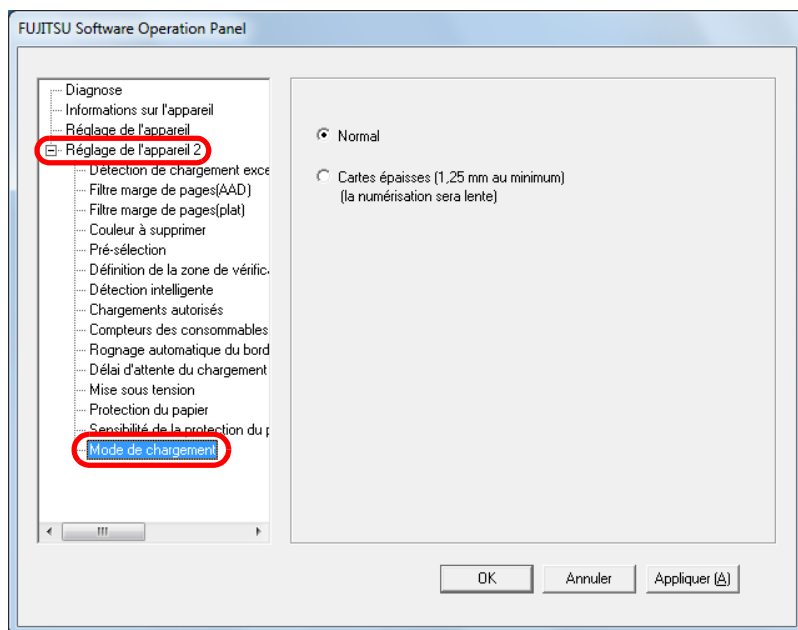 FUJITSU Software Operation Panel
Diagnose
Informations sur l'appareil
Réglage de l'appareil
Réglage de l'appareil 2
Détection de chargement exce
Filtre marge de pages(AAD)
Filtre marge de pages(plat)
Couleur à supprimer
Pré-sélection
Définition de la zone de vérific
Détection intelligente
Chargements autorisés
Compteurs des consommables
Rognage automatique du bord
Délai d'attente du chargement
Mise sous tension
Protection du papier
Sensibilité de la protection du p
Mode de chargement
Normal
Cartes épaisses (1,25 mm au minimum)
(la numérisation sera lente)
OK
Annuler
Appliquer (A)